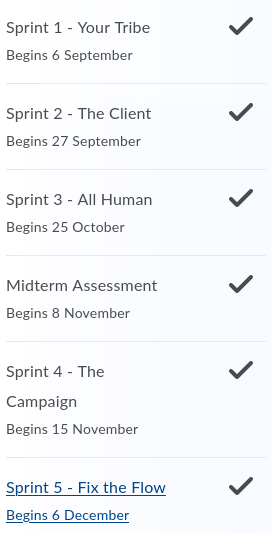 Sprint 1 - Your Tribe
Begins 6 September
Sprint 2 - The Client
Begins 27 September
Sprint 3 - All Human
Begins 25 October
Midterm Assessment
Begins 8 November
Sprint 4 - The
Campaign
Begins 15 November
Sprint 5 - Fix the Flow
Begins 6 December